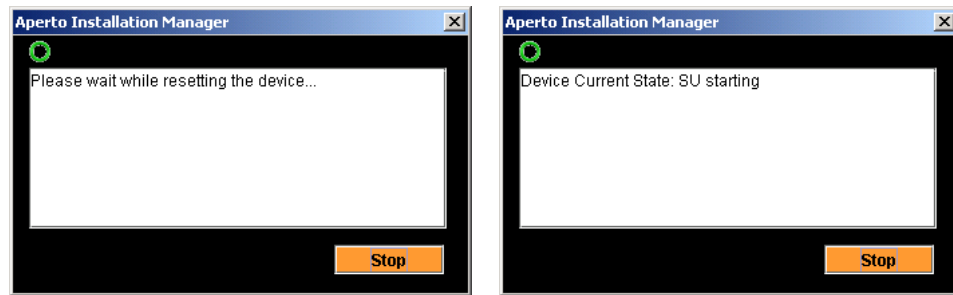 Aperto Installation Manager
Please wait while resetting the device...
Stop
Aperto Installation Manager
Device Current State: SU starting
Stop